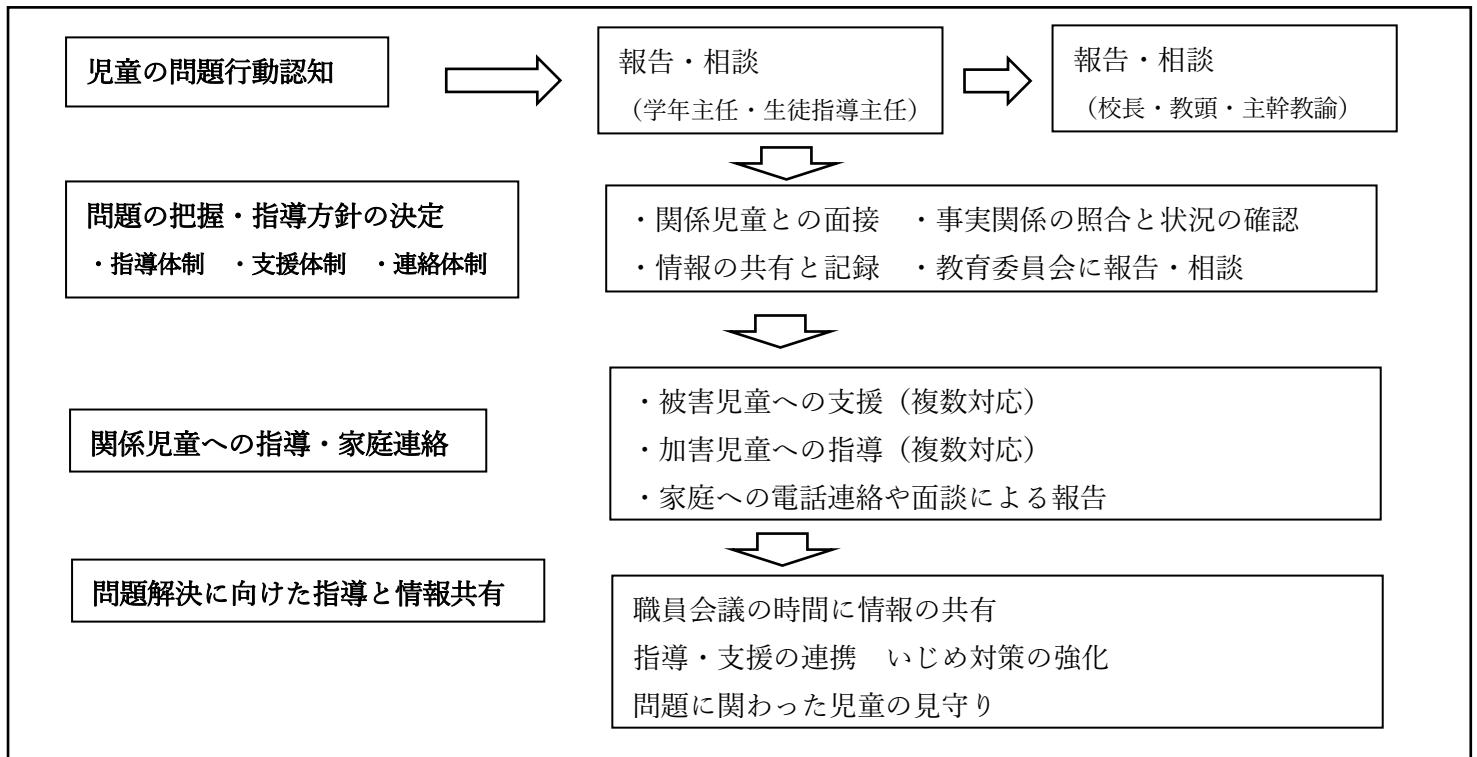 児童の問題行動認知
報告・相談
（学年主任・生徒指導主任）
報告・相談
（校長・教頭・主幹教諭）
問題の把握・指導方針の決定
・指導体制　・支援体制　・連絡体制
・関係児童との面接　・事実関係の照合と状況の確認
・情報の共有と記録　・教育委員会に報告・相談
関係児童への指導・家庭連絡
・被害児童への支援（複数対応）
・加害児童への指導（複数対応）
・家庭への電話連絡や面談による報告
問題解決に向けた指導と情報共有
職員会議の時間に情報の共有
指導・支援の連携　いじめ対策の強化
問題に関わった児童の見守り